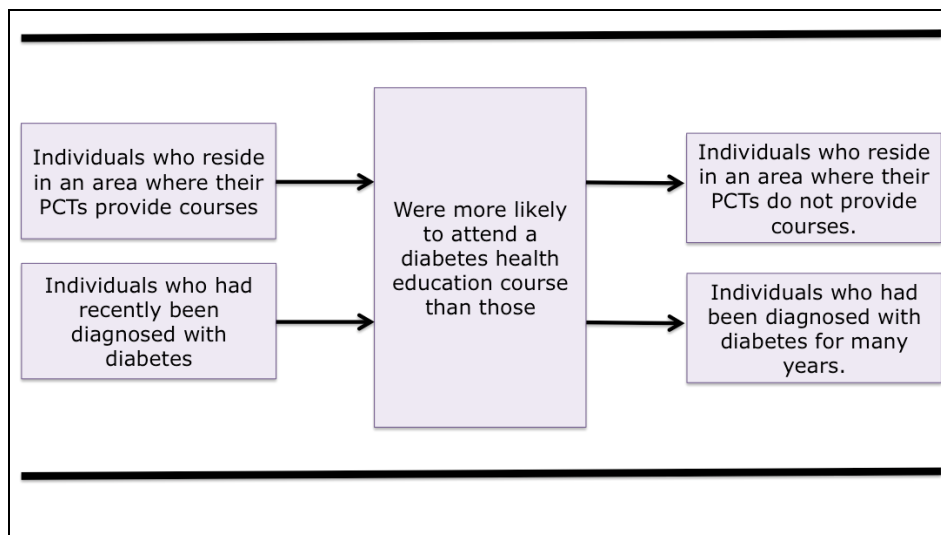 Individuals who reside
in an area where their
PCTs provide courses
Individuals who had
recently been
diagnosed with
diabetes
Were more likely
to attend a
diabetes health
education course
than those
Individuals who reside
in an area where their
PCTs do not provide
courses.
Individuals who had
been diagnosed with
diabetes for many
years.